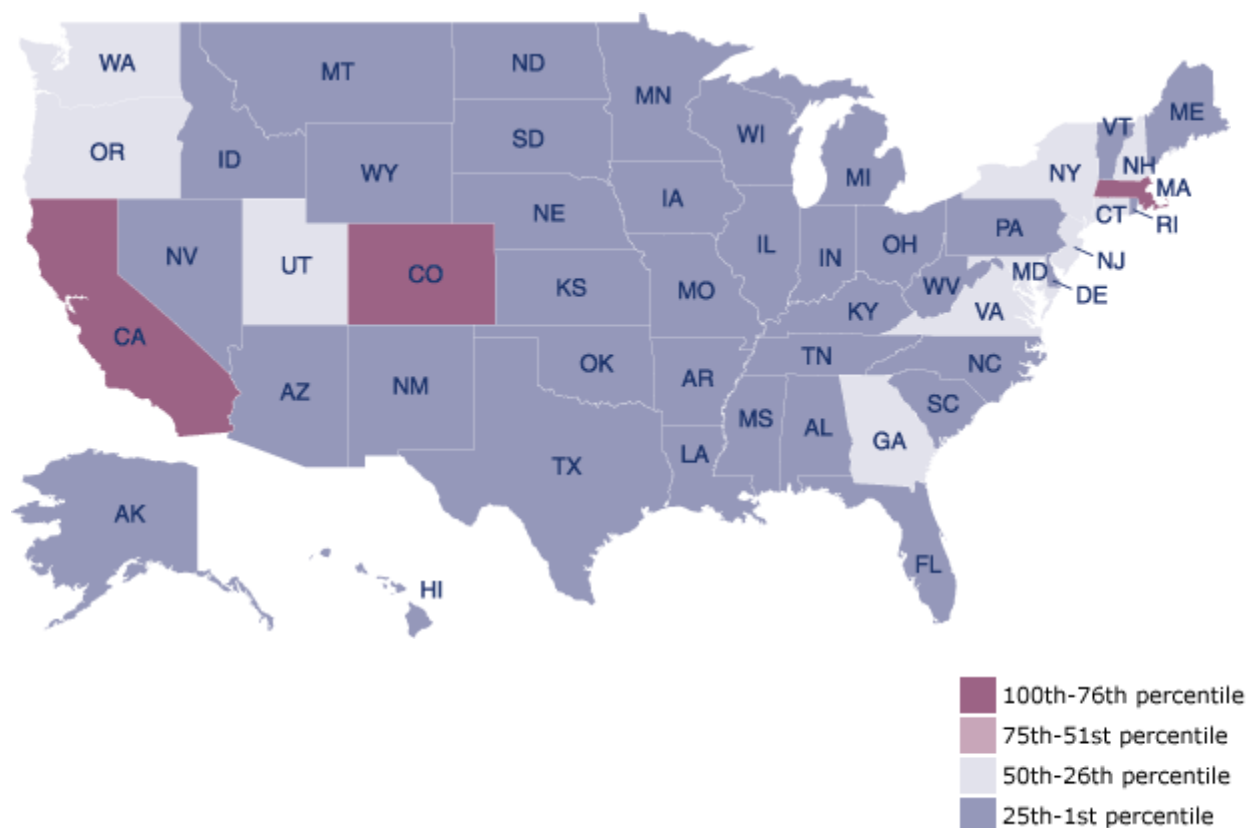 WA
MT
ND
MN
VT
ME
OR
ID
SD
WI
NH
WY
MI
NY
MA
NE
IA
CT
RI
NV
UT
CO
IL
IN
OH
PA
NJ
KS
MO
WV
MD
DE
CA
KY
VA
AZ
NM
OK
AR
TN
NC
MS
AL
GA
SC
TX
LA
AK
HI
FL
100th-76th percentile
75th-51st percentile
50th-26th percentile
25th-1st percentile